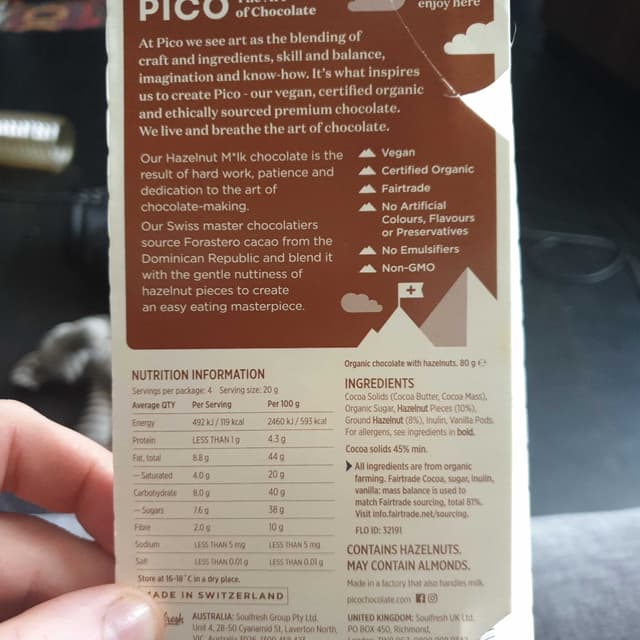 PICO
of Chocolate
enjoy here
At Pico we see art as the blending of
craft and ingredients, skill and balance,
imagination and know-how. It's what inspires
us to create Pico - our vegan, certified organic
and ethically sourced premium chocolate.
We live and breathe the art of chocolate.
Our Hazelnut M*lk chocolate is the
result of hard work, patience and
dedication to the art of
chocolate-making.
Our Swiss master chocolatiers
source Forastero cacao from the
Dominican Republic and blend it
with the gentle nuttiness of
hazelnut pieces to create
an easy eating masterpiece.
Vegan
Certified Organic
Fairtrade
No Artificial
Colours, Flavours
or Preservatives
No Emulsifiers
Non-GMO
NUTRITION INFORMATION
Servings per package: 4 Serving size: 20 g
Average QTY Per Serving Per 100 g
Energy 492 kJ / 119 kcal 2460 kJ / 593 kcal
Protein LESS THAN 1 g 4.3 g
Fat, total 8.8 g 44 g
– Saturated 4.0 g 20 g
Carbohydrate 8.0 g 40 g
– Sugars 7.6 g 38 g
Fibre 2.0 g 10 g
Sodium LESS THAN 5 mg LESS THAN 5 mg
Salt LESS THAN 0.01 g LESS THAN 0.01 g
Store at 16-18°C in a dry place.
MADE IN SWITZERLAND
AUSTRALIA: Soulfresh Group Pty Ltd.
Unit 4, 28-50 Cyanamid St, Laverton North,
Organic chocolate with hazelnuts. 80 g ℮
INGREDIENTS
Cocoa Solids (Cocoa Butter, Cocoa Mass),
Organic Sugar, Hazelnut Pieces (10%),
Ground Hazelnut (8%), Inulin, Vanilla Pods.
For allergens, see ingredients in bold.
Cocoa solids 45% min.
All ingredients are from organic
farming. Fairtrade Cocoa, sugar, inulin,
vanilla: mass balance is used to
match Fairtrade sourcing, total 81%.
Visit info.fairtrade.net/sourcing.
FLO ID: 32191
CONTAINS HAZELNUTS.
MAY CONTAIN ALMONDS.
Made in a factory that also handles milk.
picochocolate.com
UNITED KINGDOM: Soulfresh UK Ltd.
PO BOX 450, Richmond,